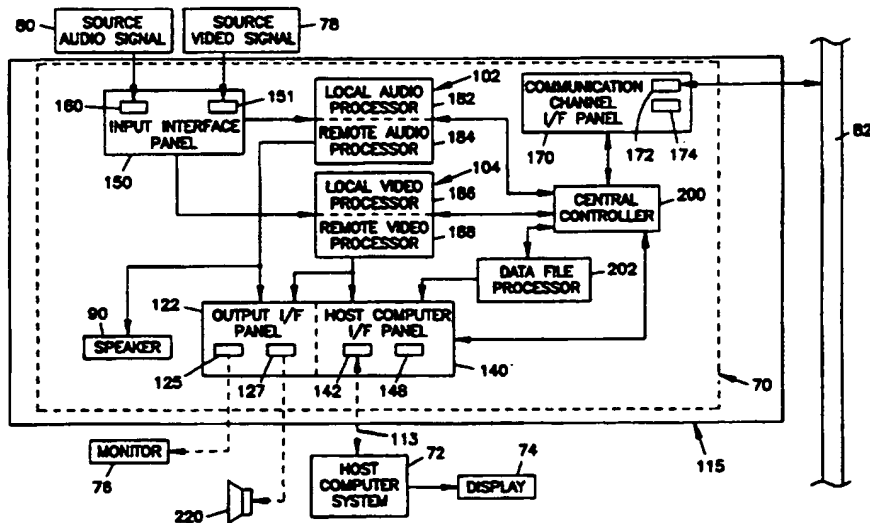 80
SOURCE
AUDIO SIGNAL
SOURCE
VIDEO SIGNAL
78
160
151
INPUT INTERFACE
PANEL
150
LOCAL AUDIO
PROCESSOR
102
182
REMOTE AUDIO
PROCESSOR
184
COMMUNICATION
CHANNEL
I/F PANEL
170
172
174
82
LOCAL VIDEO
PROCESSOR
104
186
REMOTE VIDEO
PROCESSOR
188
CENTRAL
CONTROLLER
200
DATA FILE
PROCESSOR
202
122
OUTPUT I/F
PANEL
HOST COMPUTER
I/F PANEL
90
SPEAKER
125
127
142
148
140
70
MONITOR
76
220
113
72
HOST
COMPUTER
SYSTEM
74
DISPLAY
115